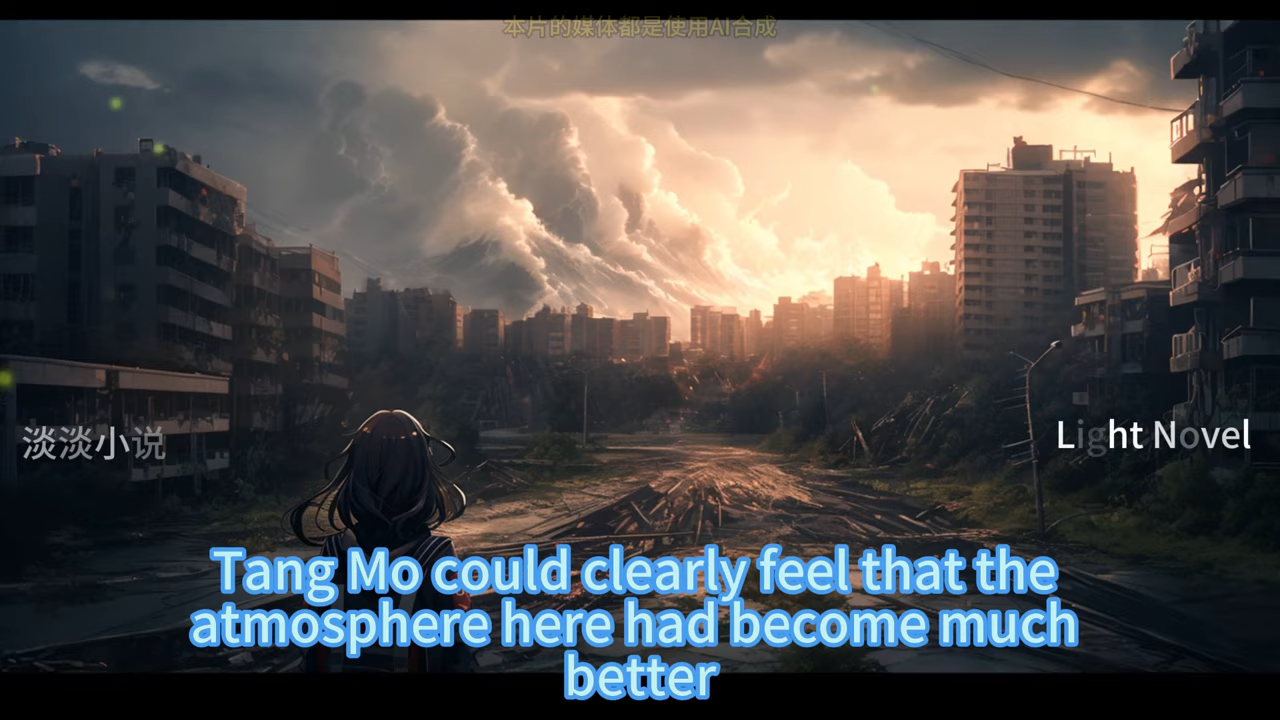 本片的媒体都是使用AI合成
淡淡小说
Light Novel
Tang Mo could clearly feel that the
atmosphere here had become much
better